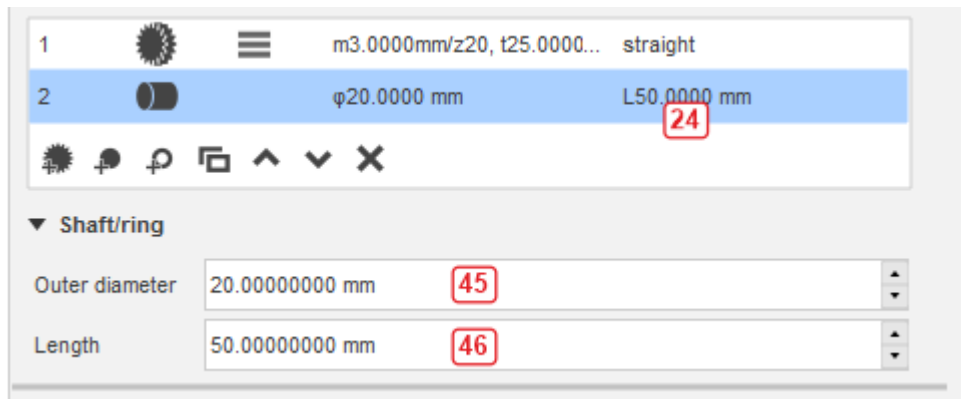 1 m3.0000mm/z20, t25.0000... straight
2 φ20.0000 mm L50.0000 mm
24
Shaft/ring
Outer diameter 20.00000000 mm 45
Length 50.00000000 mm 46